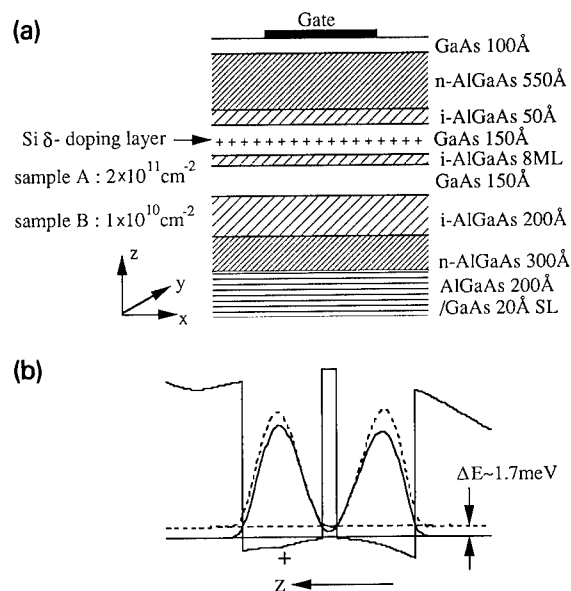 (a)
Gate
GaAs 100Å
n-AlGaAs 550Å
i-AlGaAs 50Å
Si δ- doping layer
+ + + + + + + + + + + + + + +
GaAs 150Å
i-AlGaAs 8ML
sample A : 2×10¹¹cm⁻²
GaAs 150Å
sample B : 1×10¹⁰cm⁻²
i-AlGaAs 200Å
n-AlGaAs 300Å
AlGaAs 200Å
/GaAs 20Å SL
z
y
x
(b)
ΔE~1.7meV
+
Z